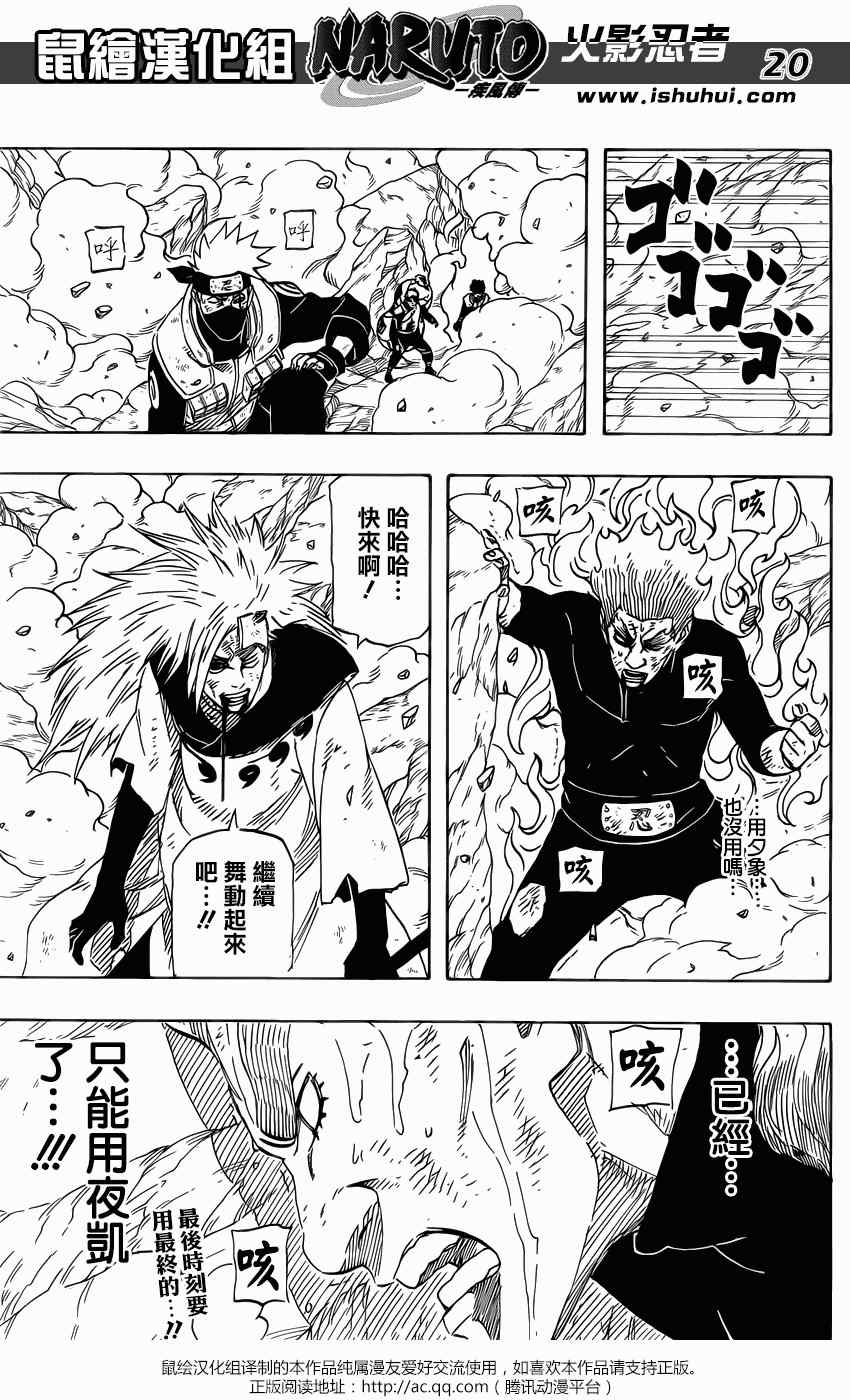 鼠繪漢化組
NARUTO
-疾風傳-
火影忍者
20
www.ishuhui.com
ゴゴゴゴゴ
呼
呼
咳
咳
咳
忍
…用夕象…
也沒用嗎…
咳
哈哈哈…
快來啊!
繼續
舞動起來
吧…!!
…已經…
咳
最後時刻要
用最終的…!!
咳
只能用夜凱
了…!!!
鼠绘汉化组译制的本作品纯属漫友爱好交流使用，如喜欢本作品请支持正版。
正版阅读地址：http://ac.qq.com（腾讯动漫平台）